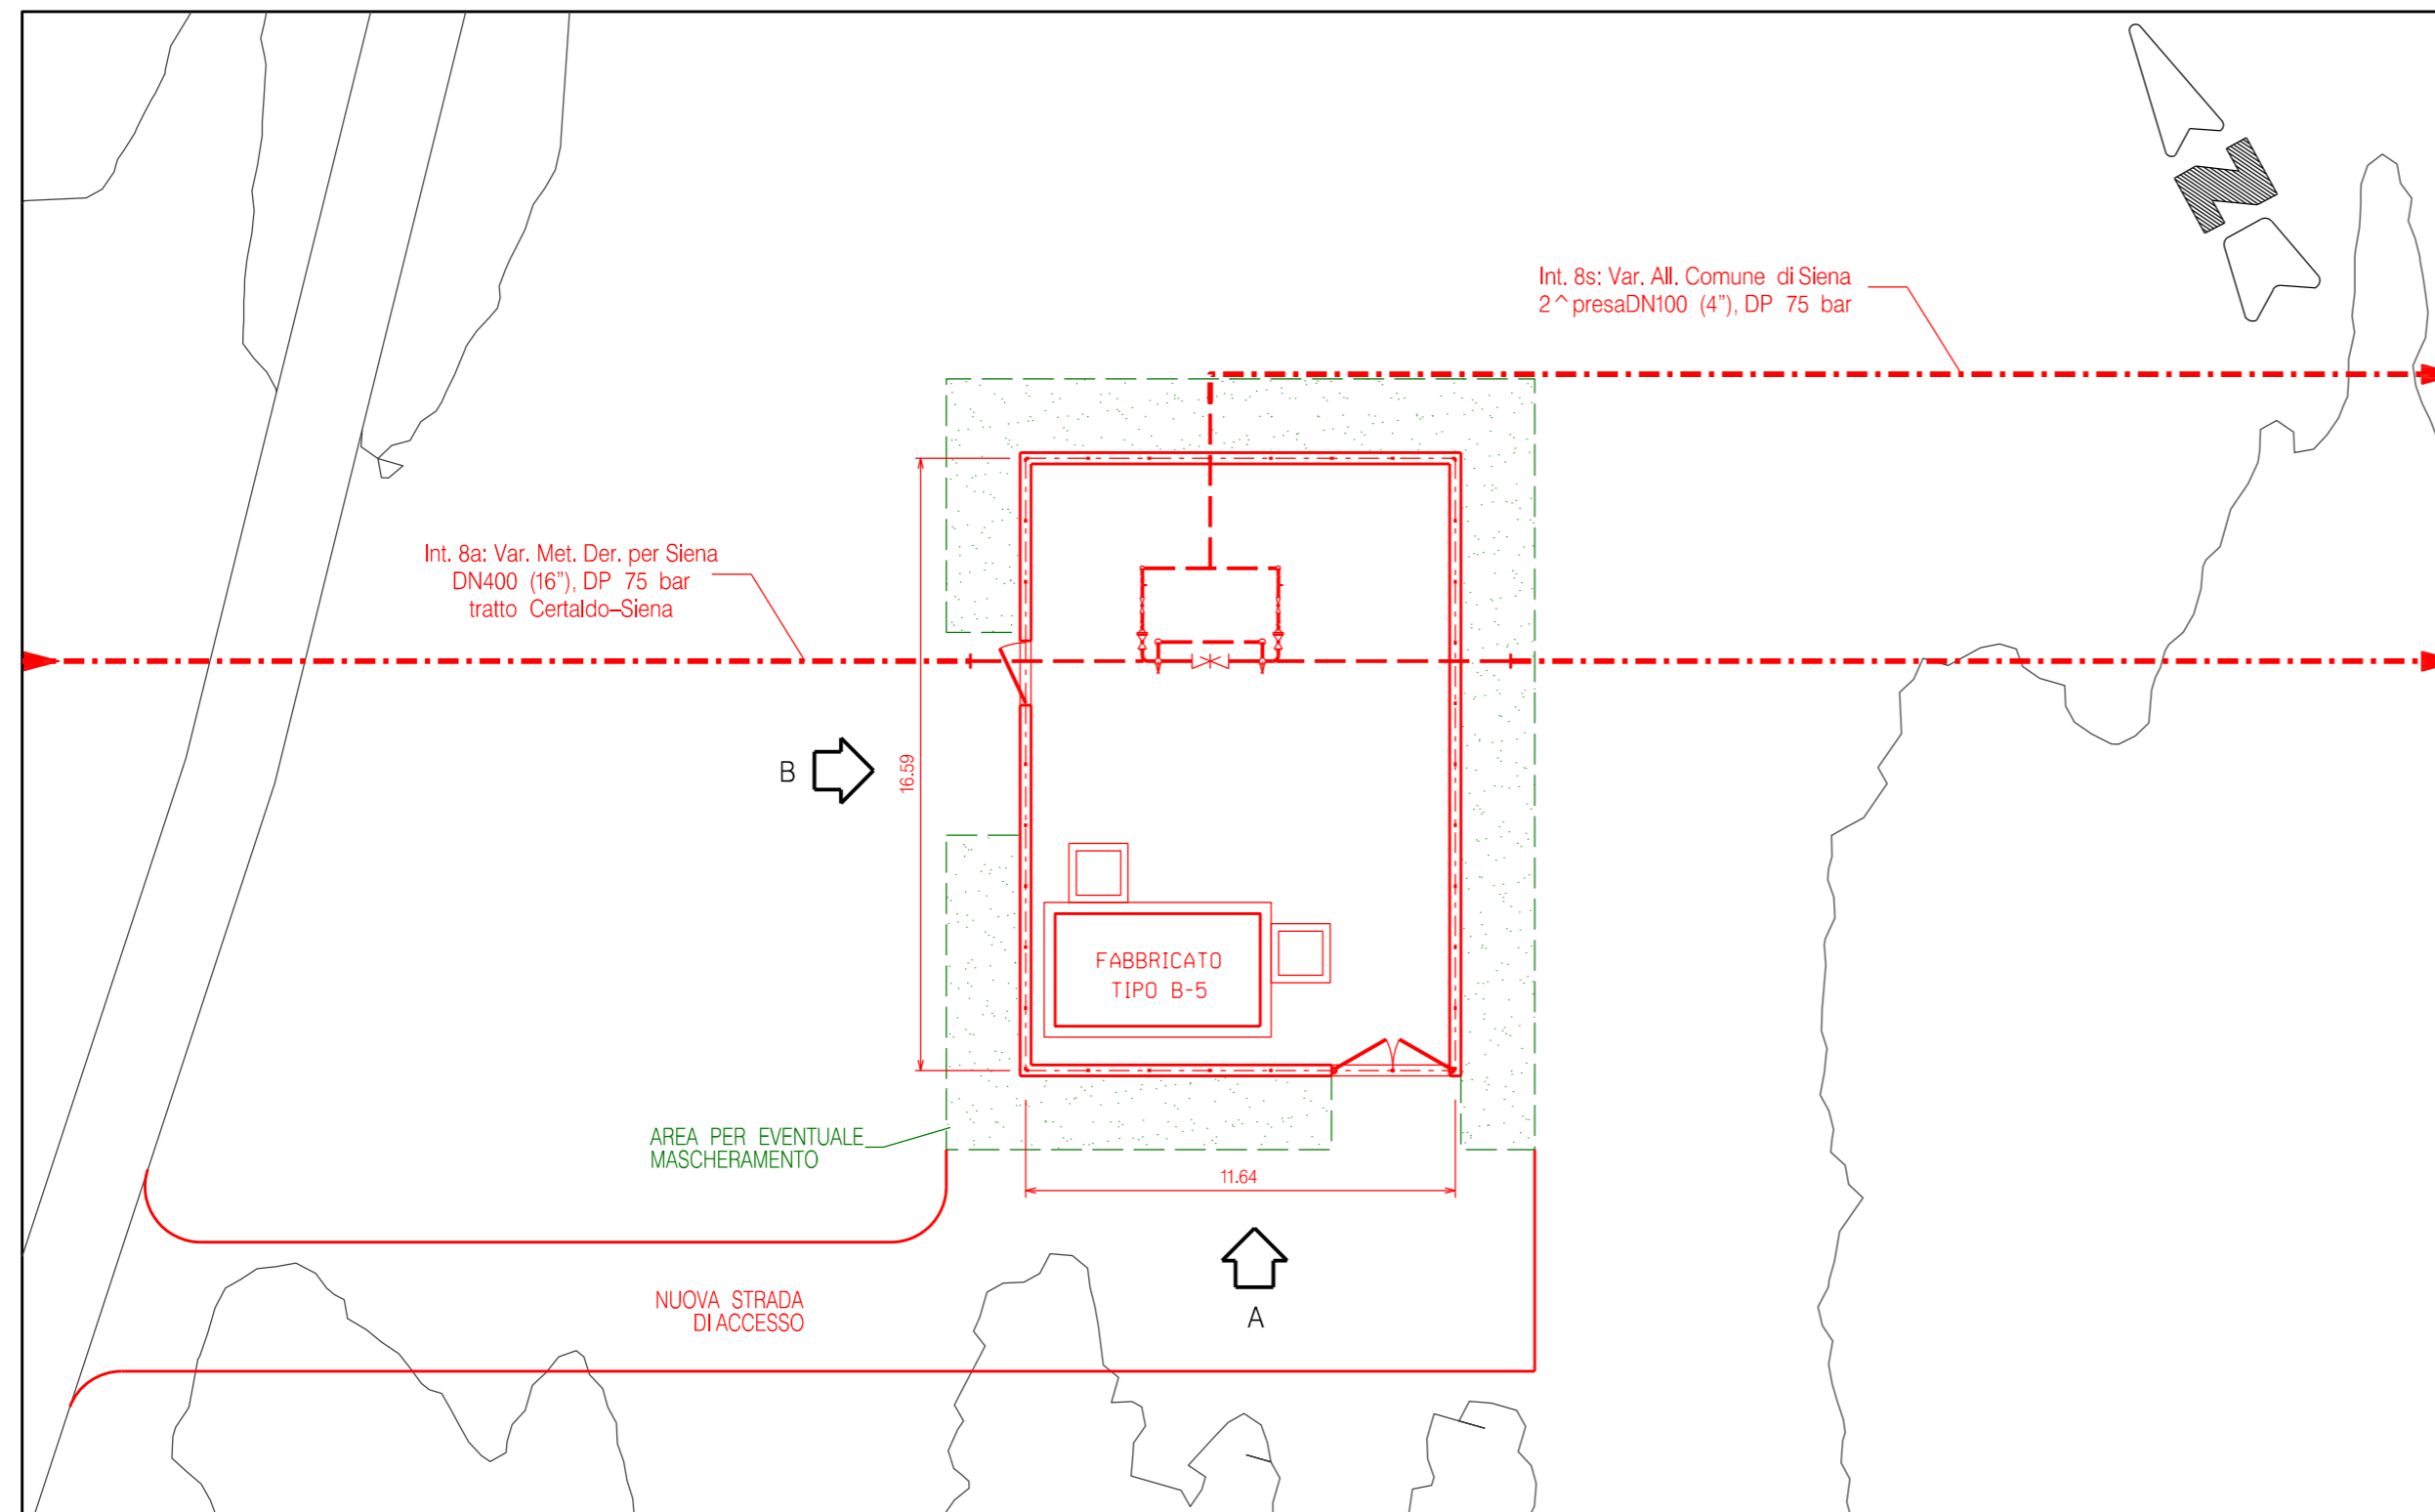 N
Int. 8s: Var. All. Comune di Siena
2^presaDN100 (4"), DP 75 bar
Int. 8a: Var. Met. Der. per Siena
DN400 (16"), DP 75 bar
tratto Certaldo–Siena
B
16.59
FABBRICATO
TIPO B-5
AREA PER EVENTUALE
MASCHERAMENTO
11.64
A
NUOVA STRADA
DI ACCESSO